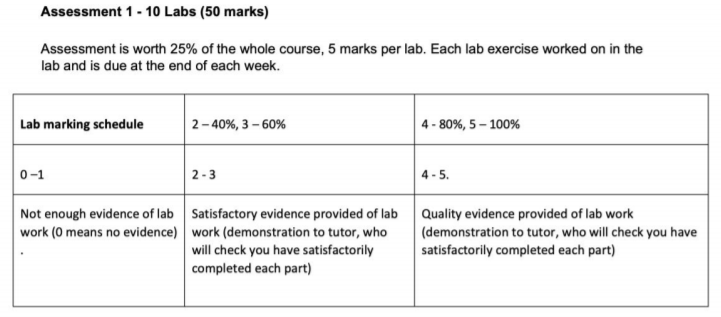 Assessment 1 - 10 Labs (50 marks)
Assessment is worth 25% of the whole course, 5 marks per lab. Each lab exercise worked on in the
lab and is due at the end of each week.
Lab marking schedule
2 – 40%, 3 – 60%
4 - 80%, 5 – 100%
0 –1
2 - 3
4 - 5.
Not enough evidence of lab
work (0 means no evidence)
.
Satisfactory evidence provided of lab
work (demonstration to tutor, who
will check you have satisfactorily
completed each part)
Quality evidence provided of lab work
(demonstration to tutor, who will check you have
satisfactorily completed each part)